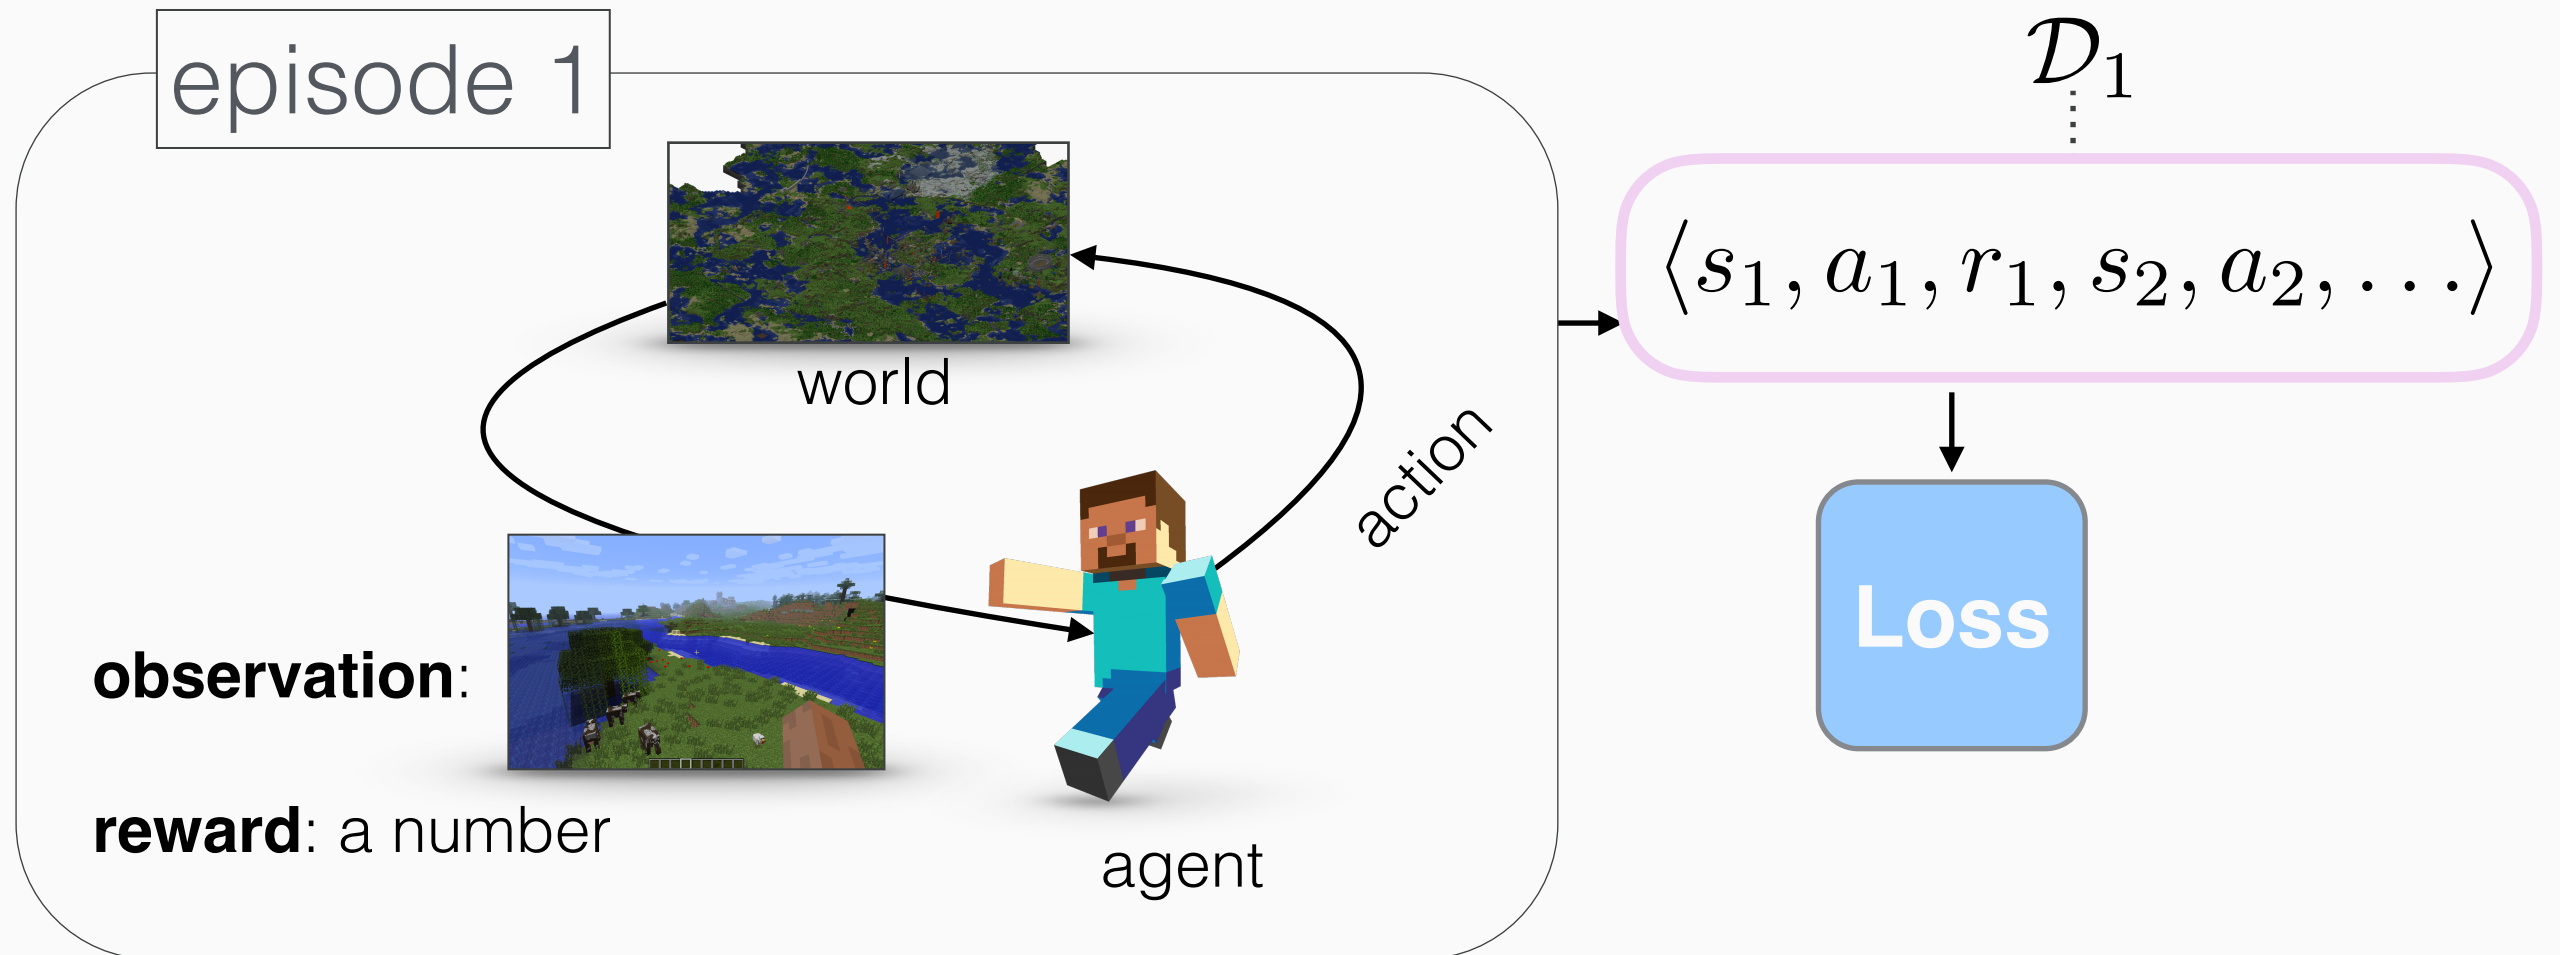 episode 1
world
action
observation:
reward: a number
agent
𝒟₁
⟨s₁, a₁, r₁, s₂, a₂, …⟩
Loss